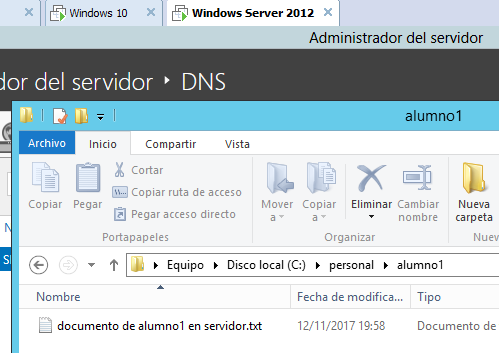 Windows 10
Windows Server 2012
Administrador del servidor
dor del servidor DNS
alumno1
Archivo Inicio Compartir Vista
Copiar
Pegar
Cortar
Copiar ruta de acceso
Pegar acceso directo
Portapapeles
Mover a
Copiar a
Eliminar
Cambiar nombre
Organizar
Nueva carpeta
Nuev
Equipo Disco local (C:) personal alumno1
Nombre Fecha de modifica... Tipo
documento de alumno1 en servidor.txt 12/11/2017 19:58 Documento de